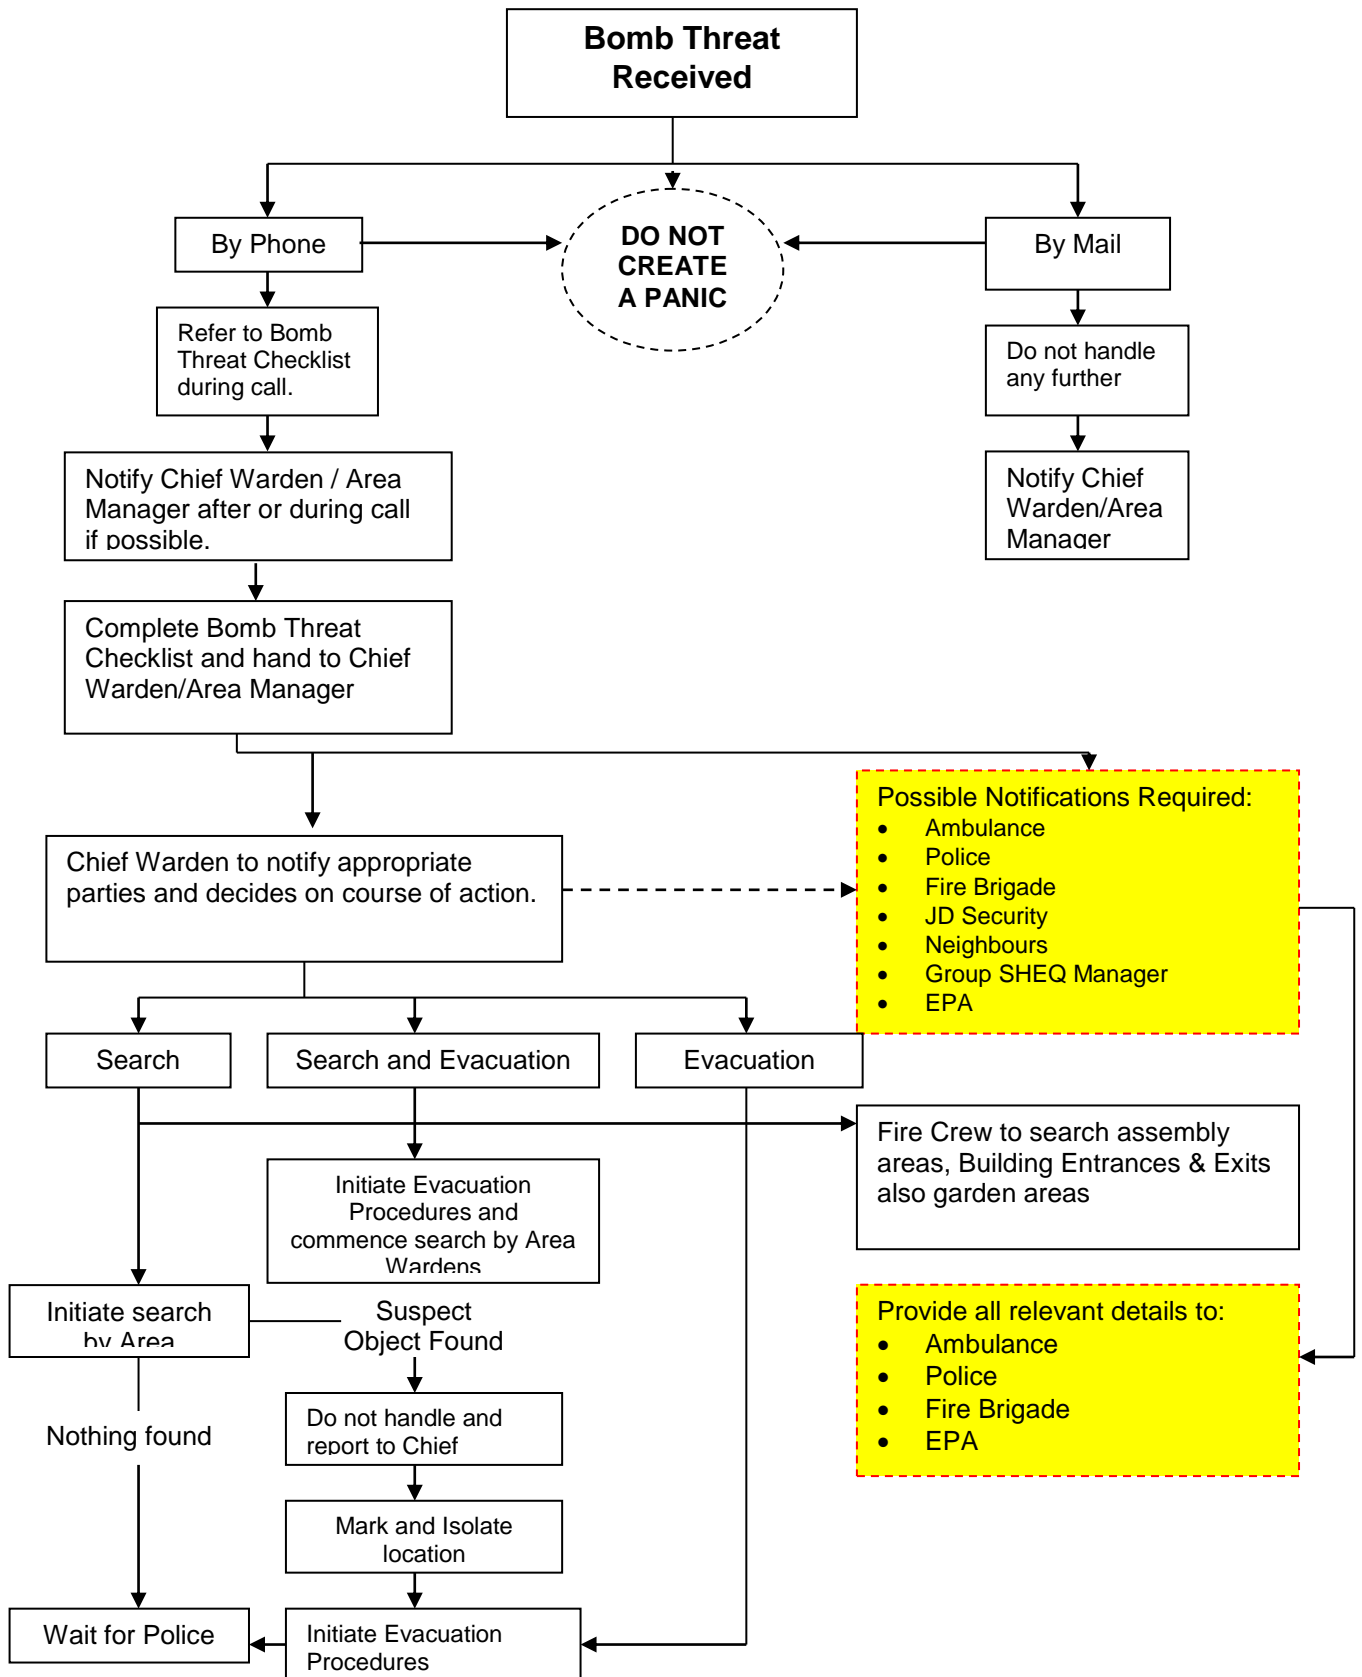 Bomb Threat
Received
By Phone
DO NOT
CREATE
A PANIC
By Mail
Refer to Bomb
Threat Checklist
during call.
Do not handle
any further
Notify Chief Warden / Area
Manager after or during call
if possible.
Notify Chief
Warden/Area
Manager
Complete Bomb Threat
Checklist and hand to Chief
Warden/Area Manager
Possible Notifications Required:
• Ambulance
• Police
• Fire Brigade
• JD Security
• Neighbours
• Group SHEQ Manager
• EPA
Chief Warden to notify appropriate
parties and decides on course of action.
Search
Search and Evacuation
Evacuation
Fire Crew to search assembly
areas, Building Entrances & Exits
also garden areas
Initiate Evacuation
Procedures and
commence search by Area
Wardens
Initiate search
by Area
Suspect
Object Found
Provide all relevant details to:
• Ambulance
• Police
• Fire Brigade
• EPA
Do not handle and
report to Chief
Nothing found
Mark and Isolate
location
Wait for Police
Initiate Evacuation
Procedures